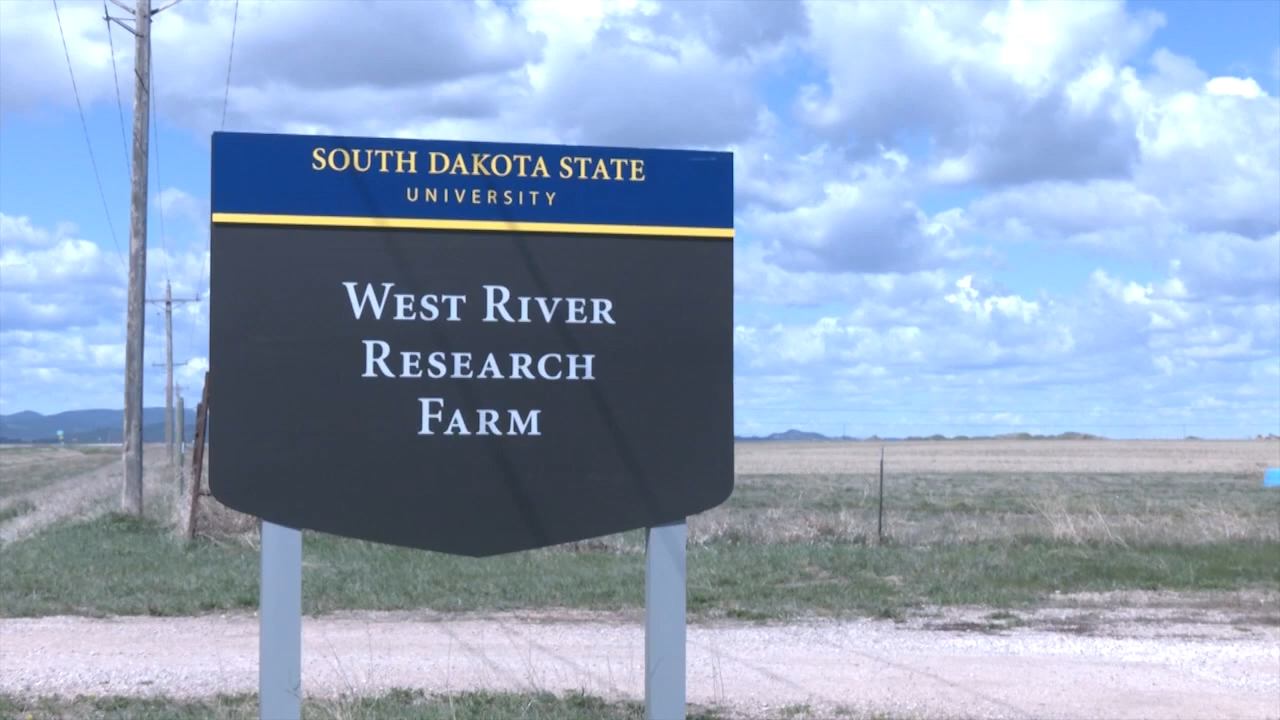 SOUTH DAKOTA STATE
UNIVERSITY
WEST RIVER
RESEARCH
FARM